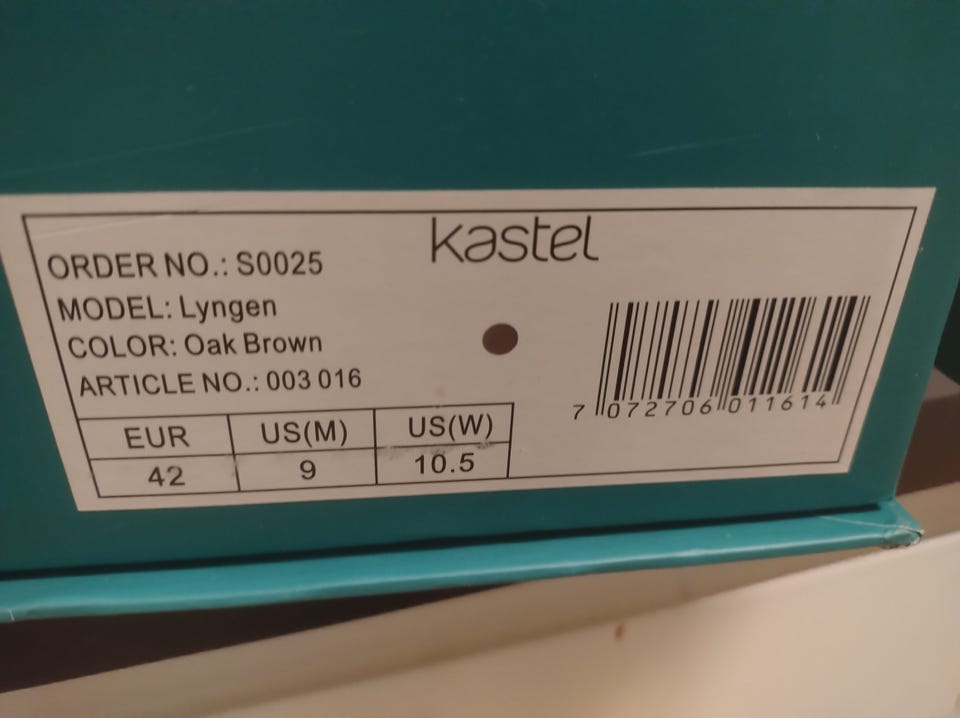 kastel
ORDER NO.: S0025
MODEL: Lyngen
COLOR: Oak Brown
ARTICLE NO.: 003 016
EUR US(M) US(W)
42 9 10.5
7 072706 011614